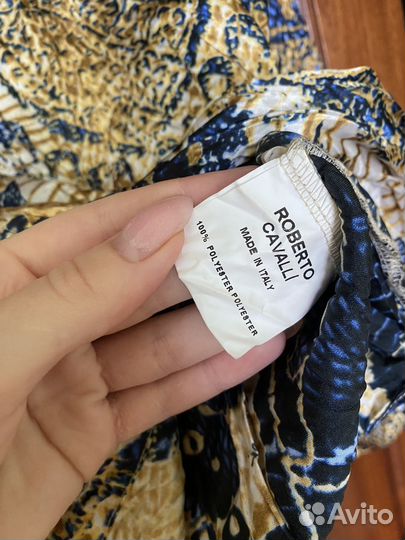 ROBERTO
CAVALLI
MADE IN ITALY
100% POLYESTER POLYESTER
Avito